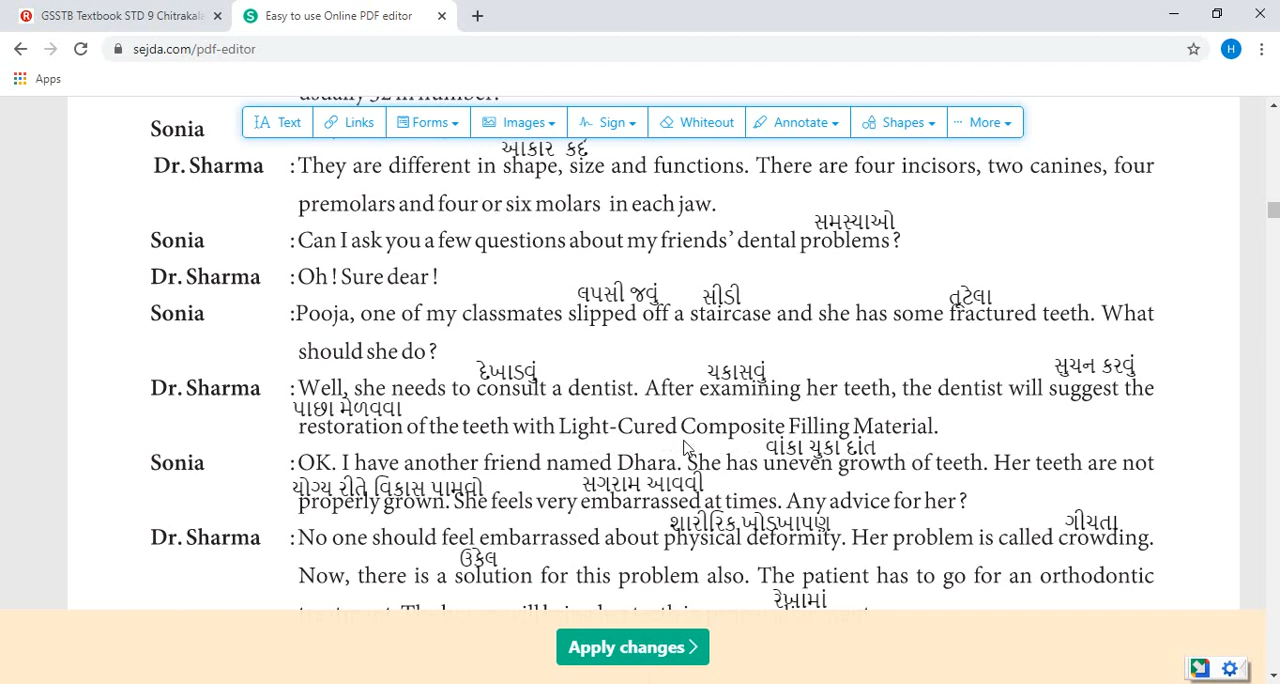 GSSTB Textbook STD 9 Chitrakala
Easy to use Online PDF editor
sejda.com/pdf-editor
H
Apps
usually 32 in number.
Text Links Forms Images Sign Whiteout Annotate Shapes More
Sonia
આકાર કદ
Dr. Sharma : They are different in shape, size and functions. There are four incisors, two canines, four
premolars and four or six molars in each jaw.
સમસ્યાઓ
Sonia : Can I ask you a few questions about my friends’ dental problems ?
Dr. Sharma : Oh ! Sure dear !
લપસી જવું સીડી તૂટેલા
Sonia :Pooja, one of my classmates slipped off a staircase and she has some fractured teeth. What
should she do ?
દેખાડવું ચકાસવું સુચન કરવું
Dr. Sharma : Well, she needs to consult a dentist. After examining her teeth, the dentist will suggest the
પાછા મેળવવા
restoration of the teeth with Light-Cured Composite Filling Material.
વાંકા ચુકા દાંત
Sonia : OK. I have another friend named Dhara. She has uneven growth of teeth. Her teeth are not
યોગ્ય રીતે વિકાસ પામતો સગરામ આવવી
properly grown. She feels very embarrassed at times. Any advice for her ?
શારીરિક ખોડખાપણ ગીચતા
Dr. Sharma : No one should feel embarrassed about physical deformity. Her problem is called crowding.
ઉકેલ
Now, there is a solution for this problem also. The patient has to go for an orthodontic
રેખામાં
Apply changes